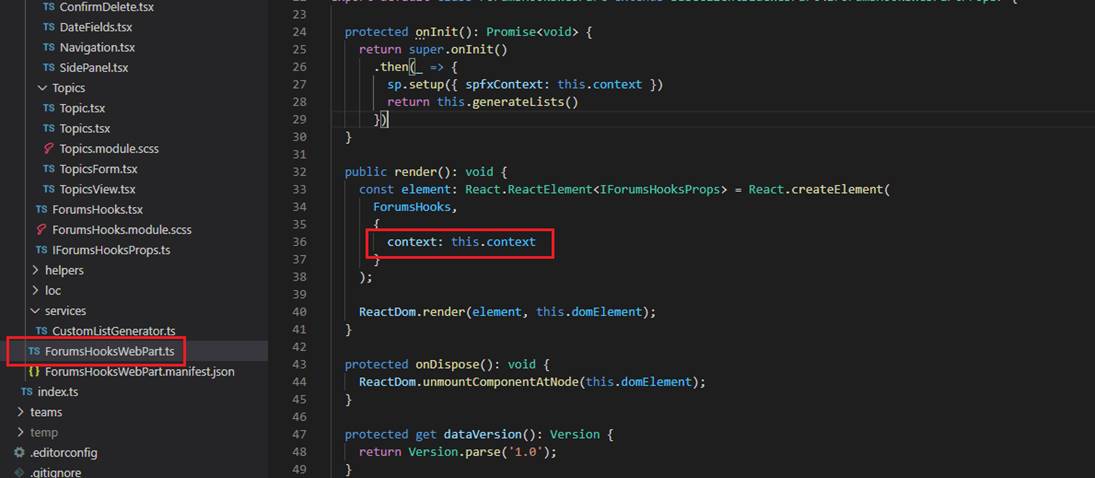 ConfirmDelete.tsx
TS DateFields.tsx
TS Navigation.tsx
TS SidePanel.tsx
Topics
TS Topic.tsx
TS Topics.tsx
Topics.module.scss
TS TopicsForm.tsx
TS TopicsView.tsx
TS ForumsHooks.tsx
ForumsHooks.module.scss
TS IForumsHooksProps.ts
helpers
loc
services
TS CustomListGenerator.ts
TS ForumsHooksWebPart.ts
{} ForumsHooksWebPart.manifest.json
TS index.ts
teams
temp
.editorconfig
.gitignore
23
24 protected onInit(): Promise<void> {
25 return super.onInit()
26 .then(_ => {
27 sp.setup({ spfxContext: this.context })
28 return this.generateLists()
29 })
30 }
31
32 public render(): void {
33 const element: React.ReactElement<IForumsHooksProps> = React.createElement(
34 ForumsHooks,
35 {
36 context: this.context
37 }
38 );
39
40 ReactDom.render(element, this.domElement);
41 }
42
43 protected onDispose(): void {
44 ReactDom.unmountComponentAtNode(this.domElement);
45 }
46
47 protected get dataVersion(): Version {
48 return Version.parse('1.0');
49 }